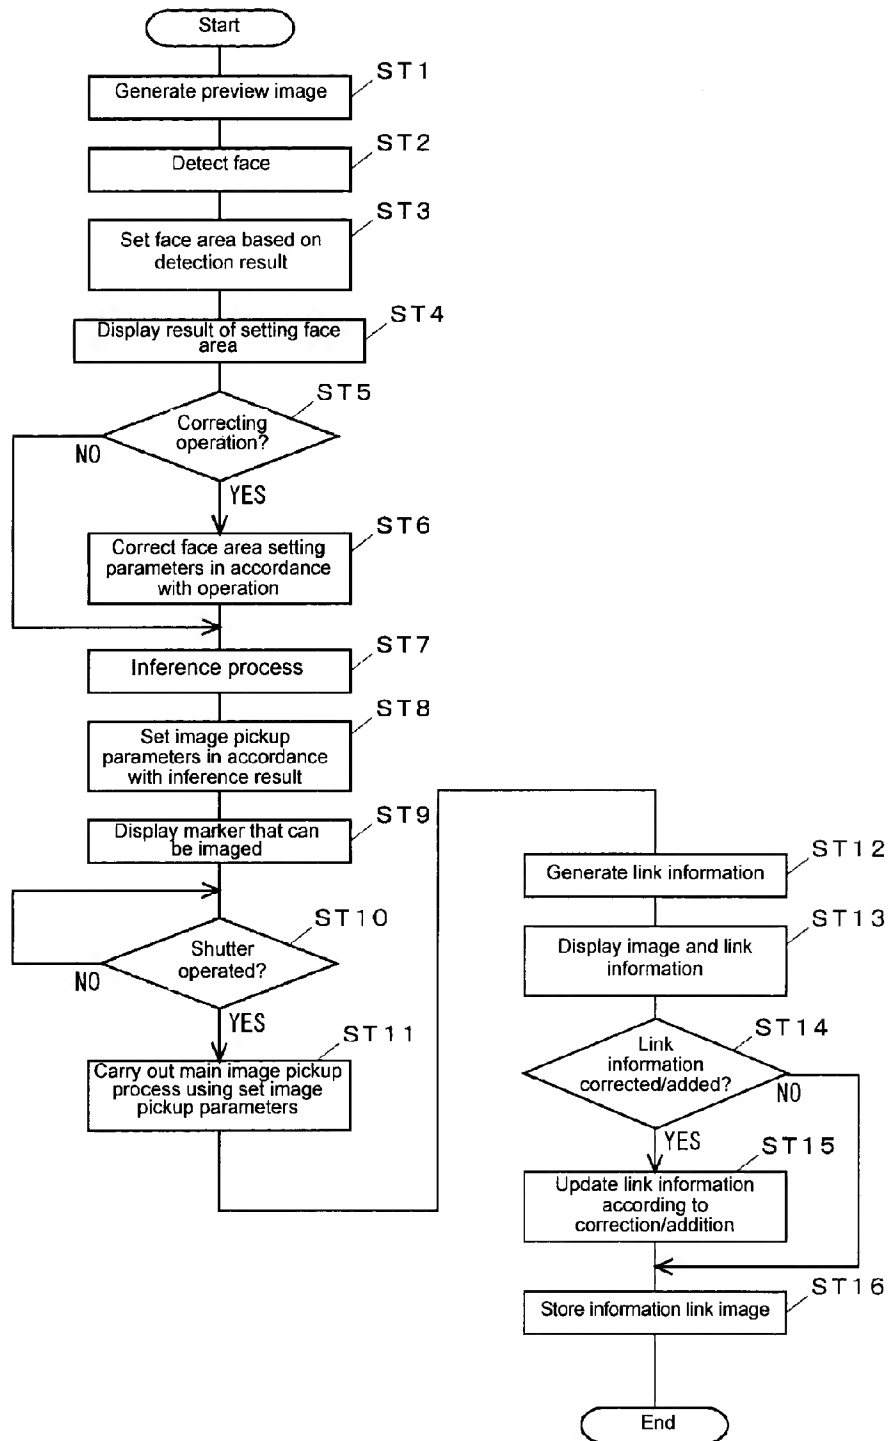 Start
ST1
Generate preview image
ST2
Detect face
ST3
Set face area based on
detection result
ST4
Display result of setting face
area
ST5
Correcting
operation?
NO
YES
ST6
Correct face area setting
parameters in accordance
with operation
ST7
Inference process
ST8
Set image pickup
parameters in accordance
with inference result
ST9
Display marker that can
be imaged
ST10
Shutter
operated?
NO
YES
ST11
Carry out main image pickup
process using set image
pickup parameters
ST12
Generate link information
ST13
Display image and link
information
ST14
Link
information
corrected/added?
NO
YES
ST15
Update link information
according to
correction/addition
ST16
Store information link image
End